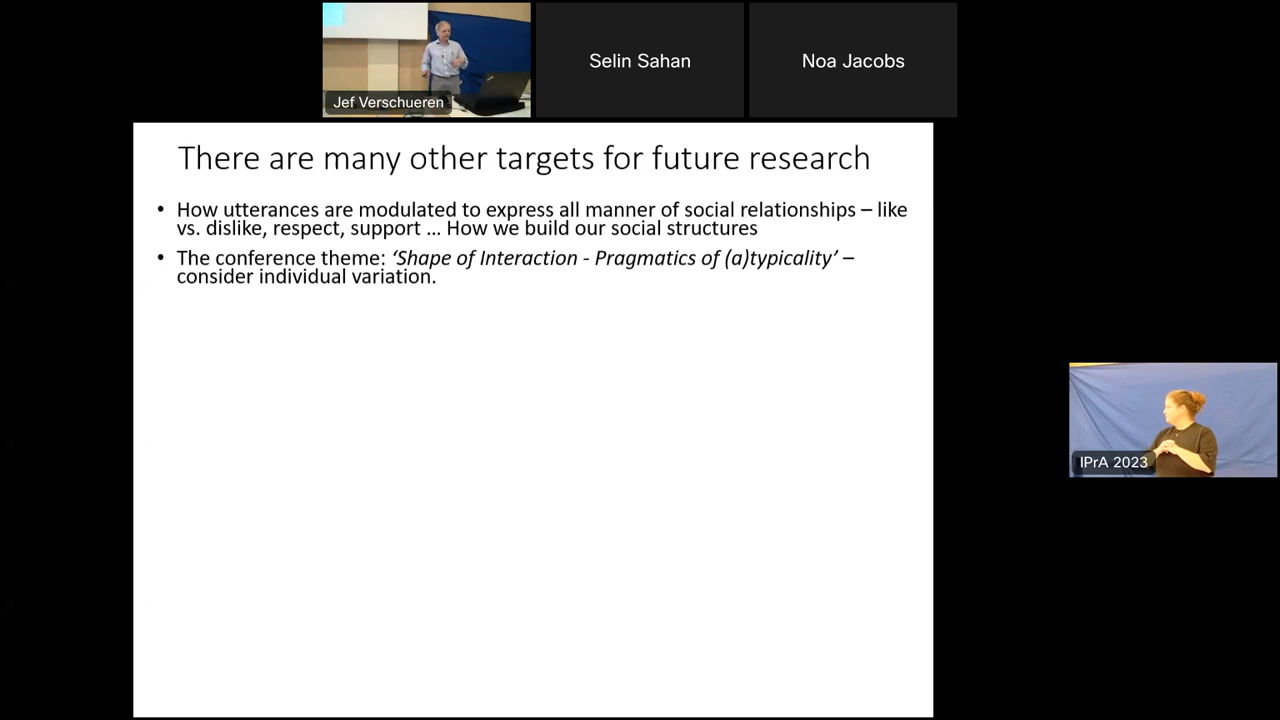 Jef Verschueren
Selin Sahan
Noa Jacobs
There are many other targets for future research
• How utterances are modulated to express all manner of social relationships – like
vs. dislike, respect, support … How we build our social structures
• The conference theme: ‘Shape of Interaction - Pragmatics of (a)typicality’ –
consider individual variation.
IPrA 2023